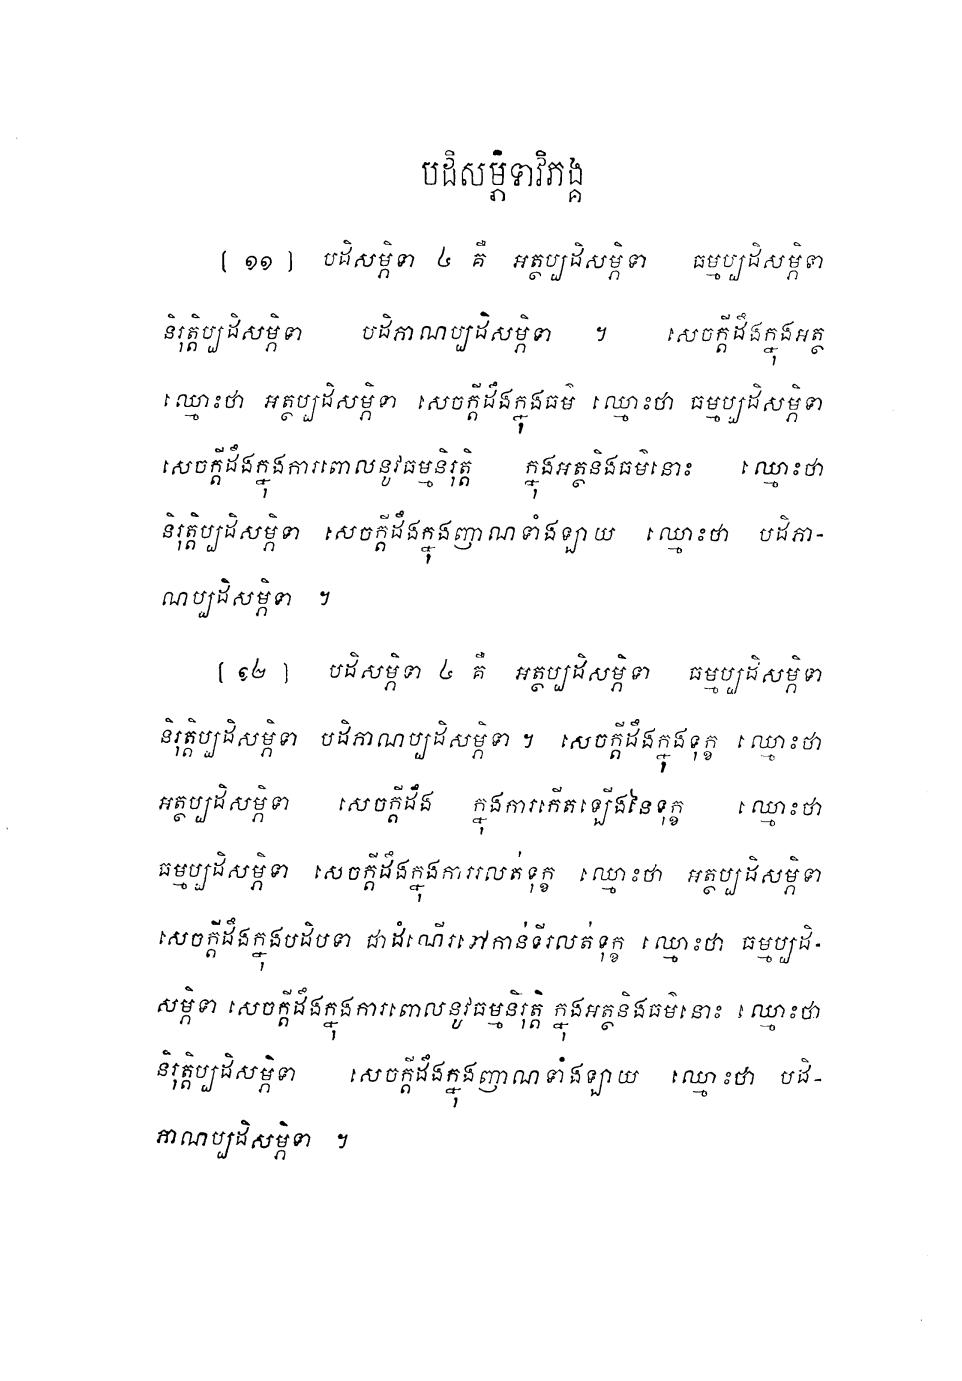 បដិសម្ភិទាវិភង្គ
[ ១១ ] បដិសម្ភិទា ៤ គឺ អត្ថប្បដិសម្ភិទា ធម្មប្បដិសម្ភិទា
និរុត្តិប្បដិសម្ភិទា បដិភាណប្បដិសម្ភិទា ។ សេចក្តីដឹងក្នុងអត្ថ
ឈ្មោះថា អត្ថប្បដិសម្ភិទា សេចក្តីដឹងក្នុងធម៌ ឈ្មោះថា ធម្មប្បដិសម្ភិទា
សេចក្តីដឹងក្នុងការពោលនូវធម្មនិរុត្តិ ក្នុងអត្ថនិងធម៌នោះ ឈ្មោះថា
និរុត្តិប្បដិសម្ភិទា សេចក្តីដឹងក្នុងញាណទាំងឡាយ ឈ្មោះថា បដិភា-
ណប្បដិសម្ភិទា ។
[ ១២ ] បដិសម្ភិទា ៤ គឺ អត្ថប្បដិសម្ភិទា ធម្មប្បដិសម្ភិទា
និរុត្តិប្បដិសម្ភិទា បដិភាណប្បដិសម្ភិទា ។ សេចក្តីដឹងក្នុងទុក្ខ ឈ្មោះថា
អត្ថប្បដិសម្ភិទា សេចក្តីដឹង ក្នុងការកើតឡើងនៃទុក្ខ ឈ្មោះថា
ធម្មប្បដិសម្ភិទា សេចក្តីដឹងក្នុងការរលត់ទុក្ខ ឈ្មោះថា អត្ថប្បដិសម្ភិទា
សេចក្តីដឹងក្នុងបដិបទា ជាដំណើរទៅកាន់ទីរលត់ទុក្ខ ឈ្មោះថា ធម្មប្បដិ-
សម្ភិទា សេចក្តីដឹងក្នុងការពោលនូវធម្មនិរុត្តិ ក្នុងអត្ថនិងធម៌នោះ ឈ្មោះថា
និរុត្តិប្បដិសម្ភិទា សេចក្តីដឹងក្នុងញាណទាំងឡាយ ឈ្មោះថា បដិ-
ភាណប្បដិសម្ភិទា ។